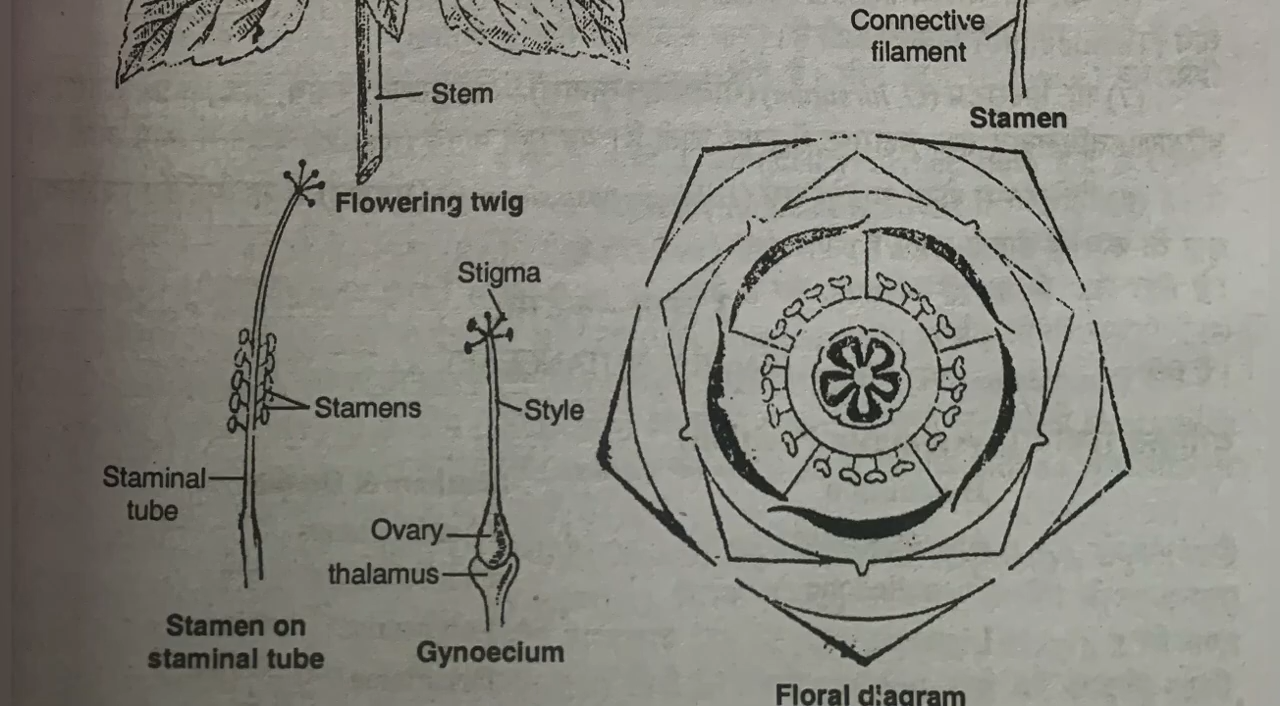 Connective
filament
Stem
Stamen
Flowering twig
Stigma
Stamens
Style
Staminal
tube
Ovary
thalamus
Stamen on
staminal tube
Gynoecium
Floral diagram